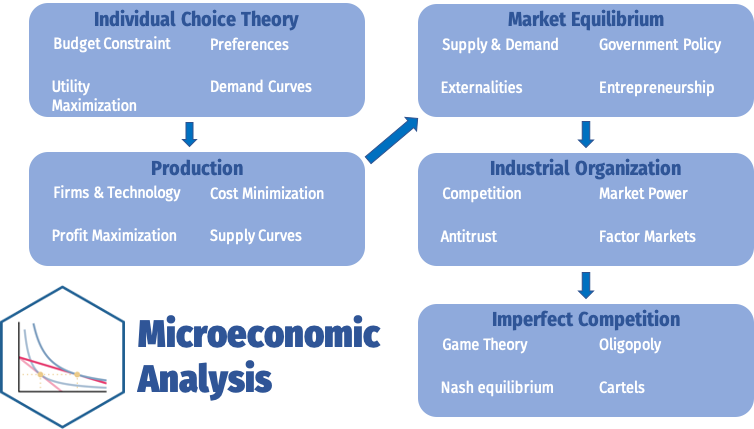 Individual Choice Theory
Budget Constraint Preferences
Utility Maximization Demand Curves
Production
Firms & Technology Cost Minimization
Profit Maximization Supply Curves
Market Equilibrium
Supply & Demand Government Policy
Externalities Entrepreneurship
Industrial Organization
Competition Market Power
Antitrust Factor Markets
Imperfect Competition
Game Theory Oligopoly
Nash equilibrium Cartels
Microeconomic
Analysis